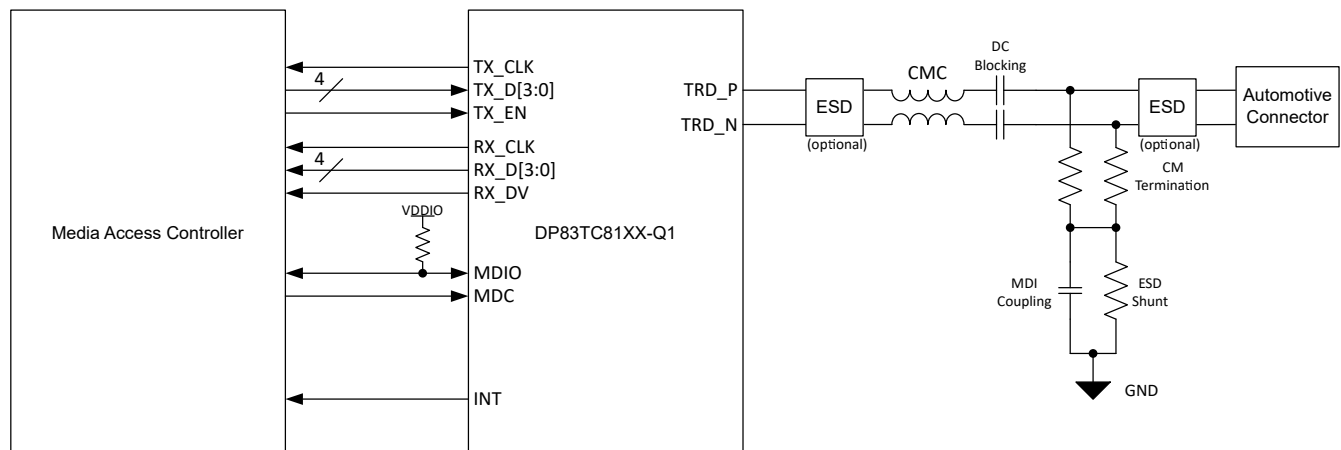 Media Access Controller
4
4
VDDIO
TX_CLK
TX_D[3:0]
TX_EN
RX_CLK
RX_D[3:0]
RX_DV
DP83TC81XX-Q1
MDIO
MDC
INT
TRD_P
TRD_N
ESD
(optional)
CMC
DC
Blocking
ESD
(optional)
Automotive
Connector
CM
Termination
MDI
Coupling
ESD
Shunt
GND